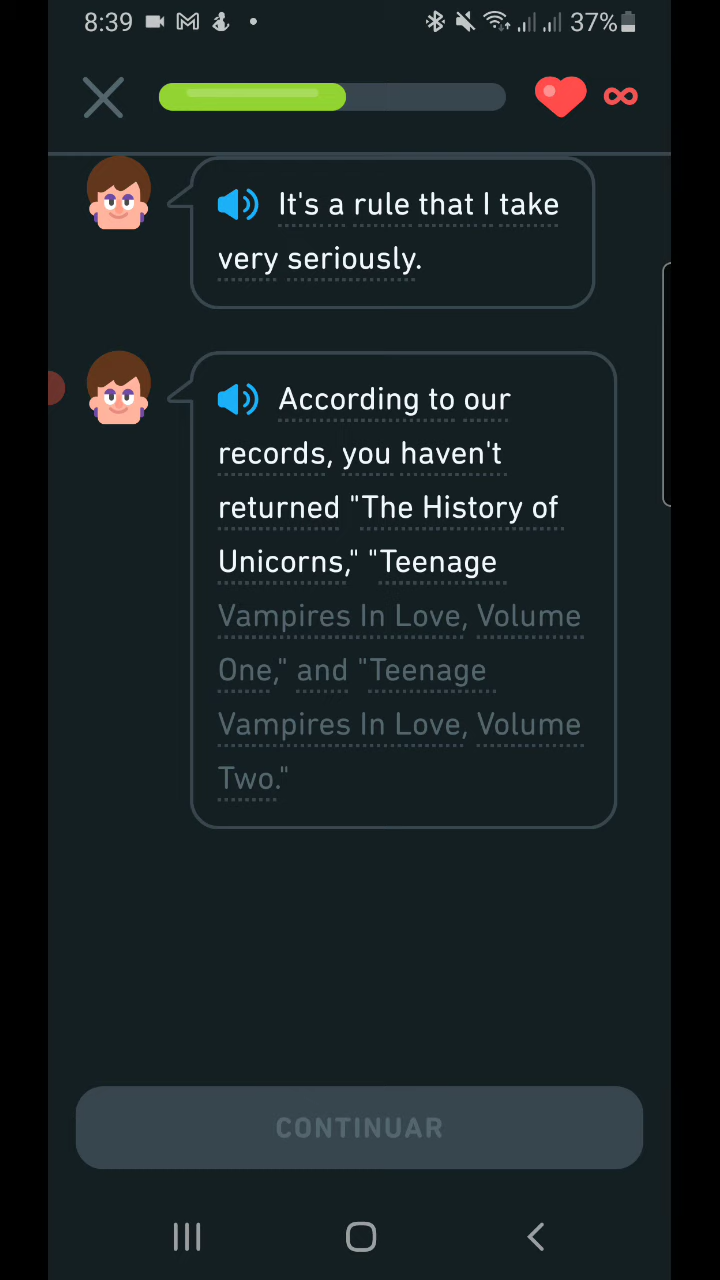 8:39
37%
It's a rule that I take
very seriously.
According to our
records, you haven't
returned "The History of
Unicorns," "Teenage
Vampires In Love, Volume
One," and "Teenage
Vampires In Love, Volume
Two."
CONTINUAR